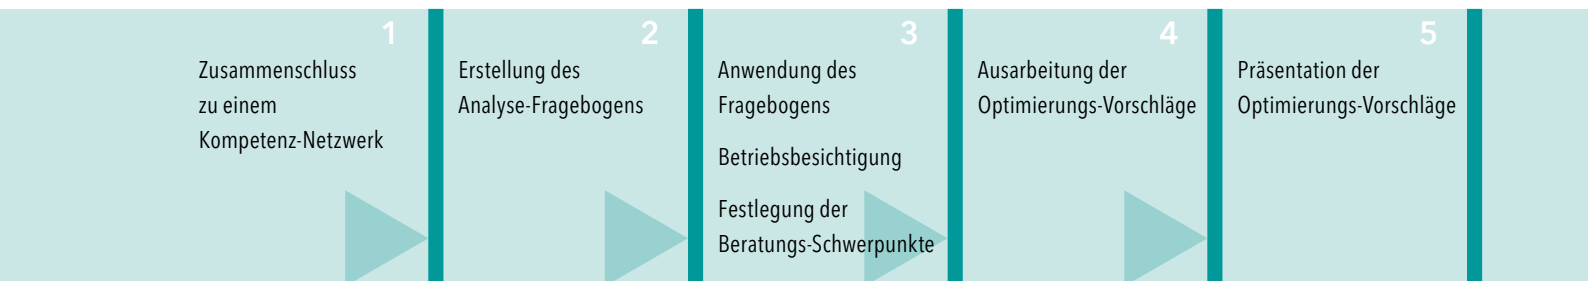 1
Zusammenschluss
zu einem
Kompetenz-Netzwerk
2
Erstellung des
Analyse-Fragebogens
3
Anwendung des
Fragebogens
Betriebsbesichtigung
Festlegung der
Beratungs-Schwerpunkte
4
Ausarbeitung der
Optimierungs-Vorschläge
5
Präsentation der
Optimierungs-Vorschläge